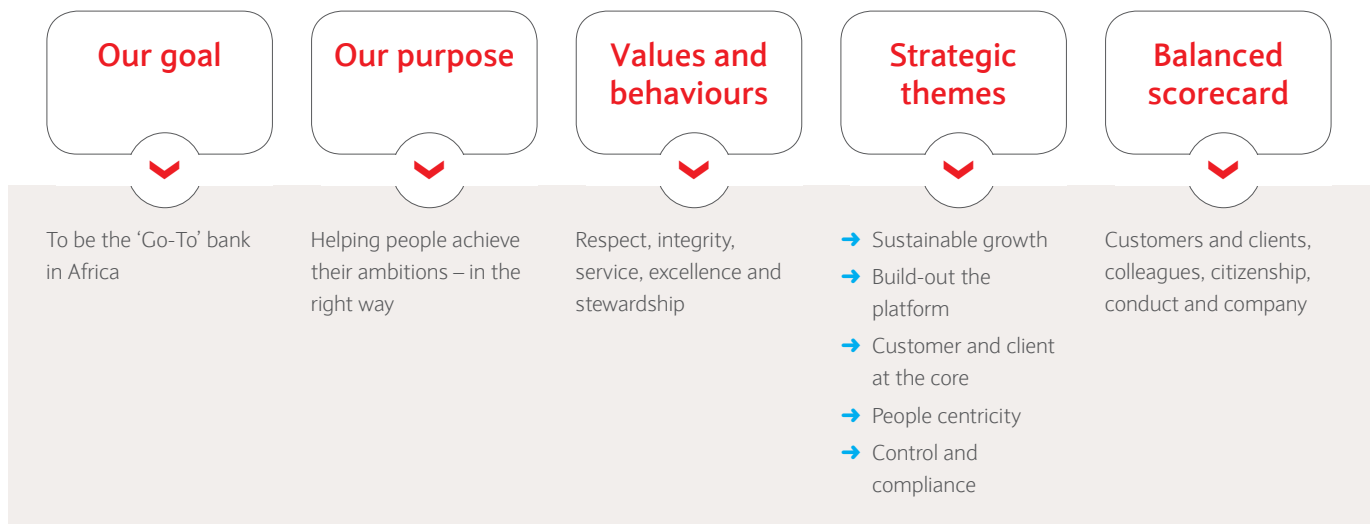 Our goal
To be the ‘Go-To’ bank
in Africa
Our purpose
Helping people achieve
their ambitions – in the
right way
Values and
behaviours
Respect, integrity,
service, excellence and
stewardship
Strategic
themes
➜ Sustainable growth
➜ Build-out the
platform
➜ Customer and client
at the core
➜ People centricity
➜ Control and
compliance
Balanced
scorecard
Customers and clients,
colleagues, citizenship,
conduct and company